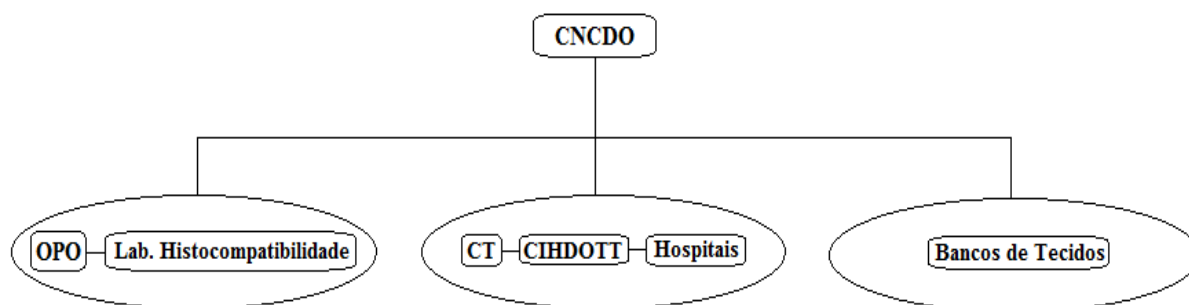 CNCDO
OPO
Lab. Histocompatibilidade
CT
CIHDOTT
Hospitais
Bancos de Tecidos